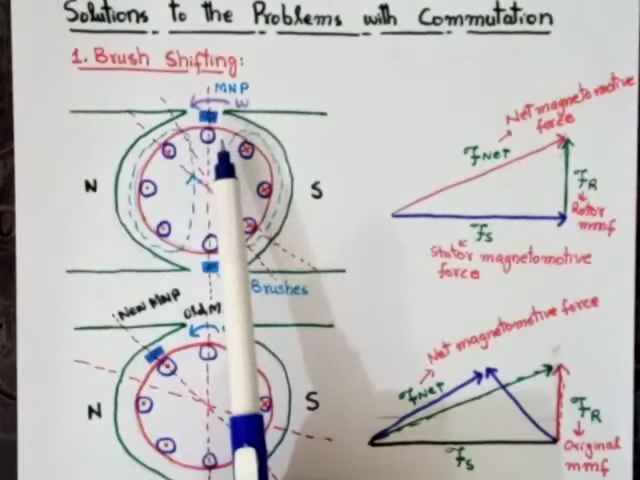 Solutions to the Problems with Commutation
1. Brush Shifting:
MNP
W
N
S
Brushes
Net magnetomotive
force
FNET
FR
Rotor
mmf
FS
Stator magnetomotive
force
New MNP
Old M
N
S
Net magnetomotive force
FNET
FR
Original
mmf
FS